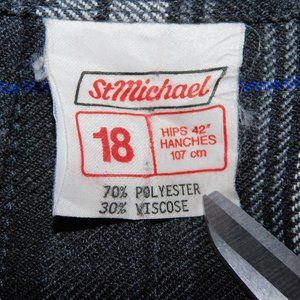 StMichael
18
HIPS 42"
HANCHES
107 cm
70% POLYESTER
30% VISCOSE